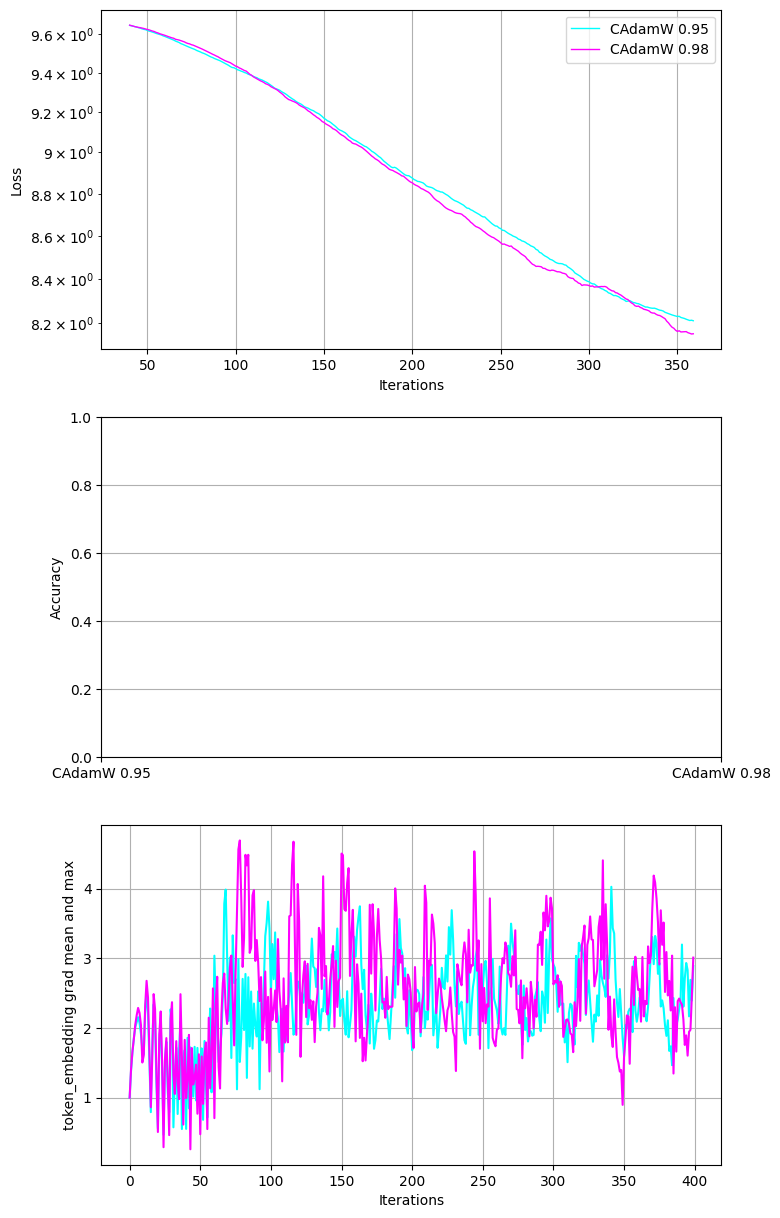 CAdamW 0.95
CAdamW 0.98
9.6 × 10⁰
9.4 × 10⁰
9.2 × 10⁰
9 × 10⁰
8.8 × 10⁰
8.6 × 10⁰
8.4 × 10⁰
8.2 × 10⁰
Loss
50 100 150 200 250 300 350
Iterations
1.0
0.8
0.6
0.4
0.2
0.0
Accuracy
CAdamW 0.95 CAdamW 0.98
4
3
2
1
token_embedding grad mean and max
0 50 100 150 200 250 300 350 400
Iterations